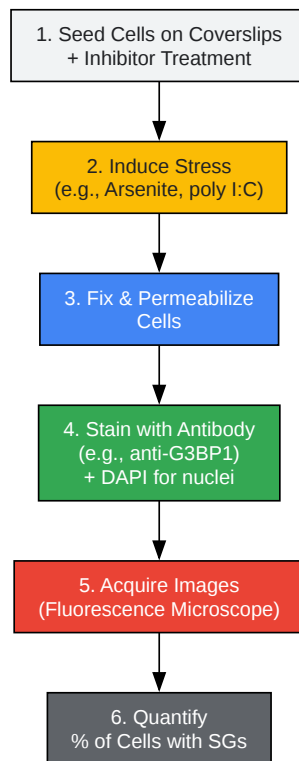 1. Seed Cells on Coverslips
+ Inhibitor Treatment
2. Induce Stress
(e.g., Arsenite, poly I:C)
3. Fix & Permeabilize
Cells
4. Stain with Antibody
(e.g., anti-G3BP1)
+ DAPI for nuclei
5. Acquire Images
(Fluorescence Microscope)
6. Quantify
% of Cells with SGs